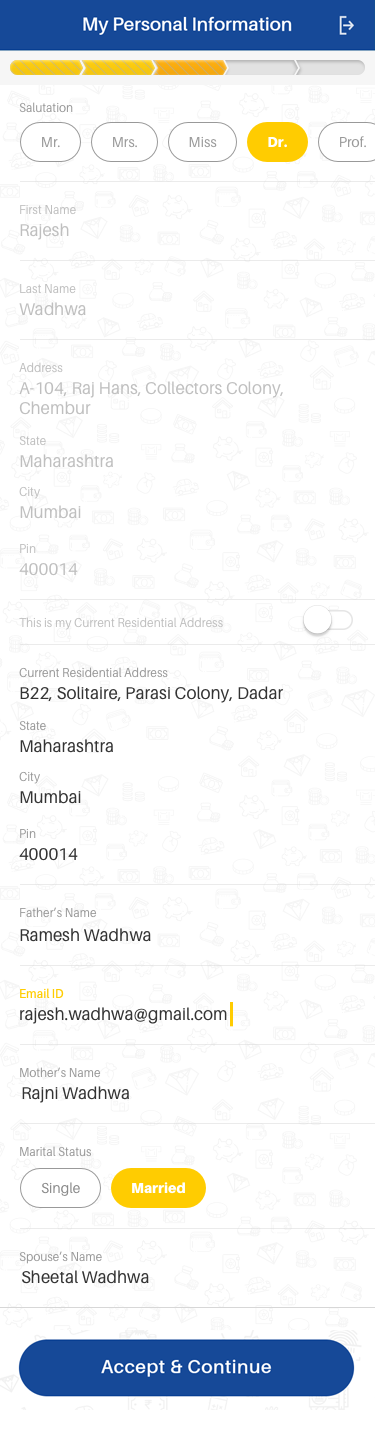 My Personal Information
Salutation
Mr. Mrs. Miss Dr. Prof.
First Name
Rajesh
Last Name
Wadhwa
Address
A-104, Raj Hans, Collectors Colony,
Chembur
State
Maharashtra
City
Mumbai
Pin
400014
This is my Current Residential Address
Current Residential Address
B22, Solitaire, Parasi Colony, Dadar
State
Maharashtra
City
Mumbai
Pin
400014
Father's Name
Ramesh Wadhwa
Email ID
rajesh.wadhwa@gmail.com
Mother's Name
Rajni Wadhwa
Marital Status
Single Married
Spouse's Name
Sheetal Wadhwa
Accept & Continue